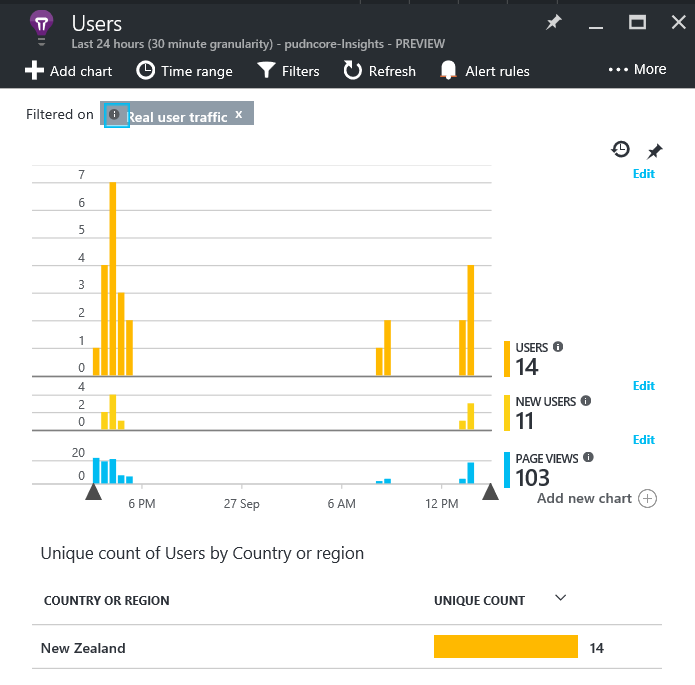 Users
Last 24 hours (30 minute granularity) - pudncore-Insights - PREVIEW
Add chart Time range Filters Refresh Alert rules ••• More
Filtered on Real user traffic x
Edit
7
6
5
4
3
2
1
0
USERS
14
Edit
4
2
0
NEW USERS
11
Edit
20
0
PAGE VIEWS
103
Add new chart
6 PM 27 Sep 6 AM 12 PM
Unique count of Users by Country or region
COUNTRY OR REGION UNIQUE COUNT
New Zealand 14